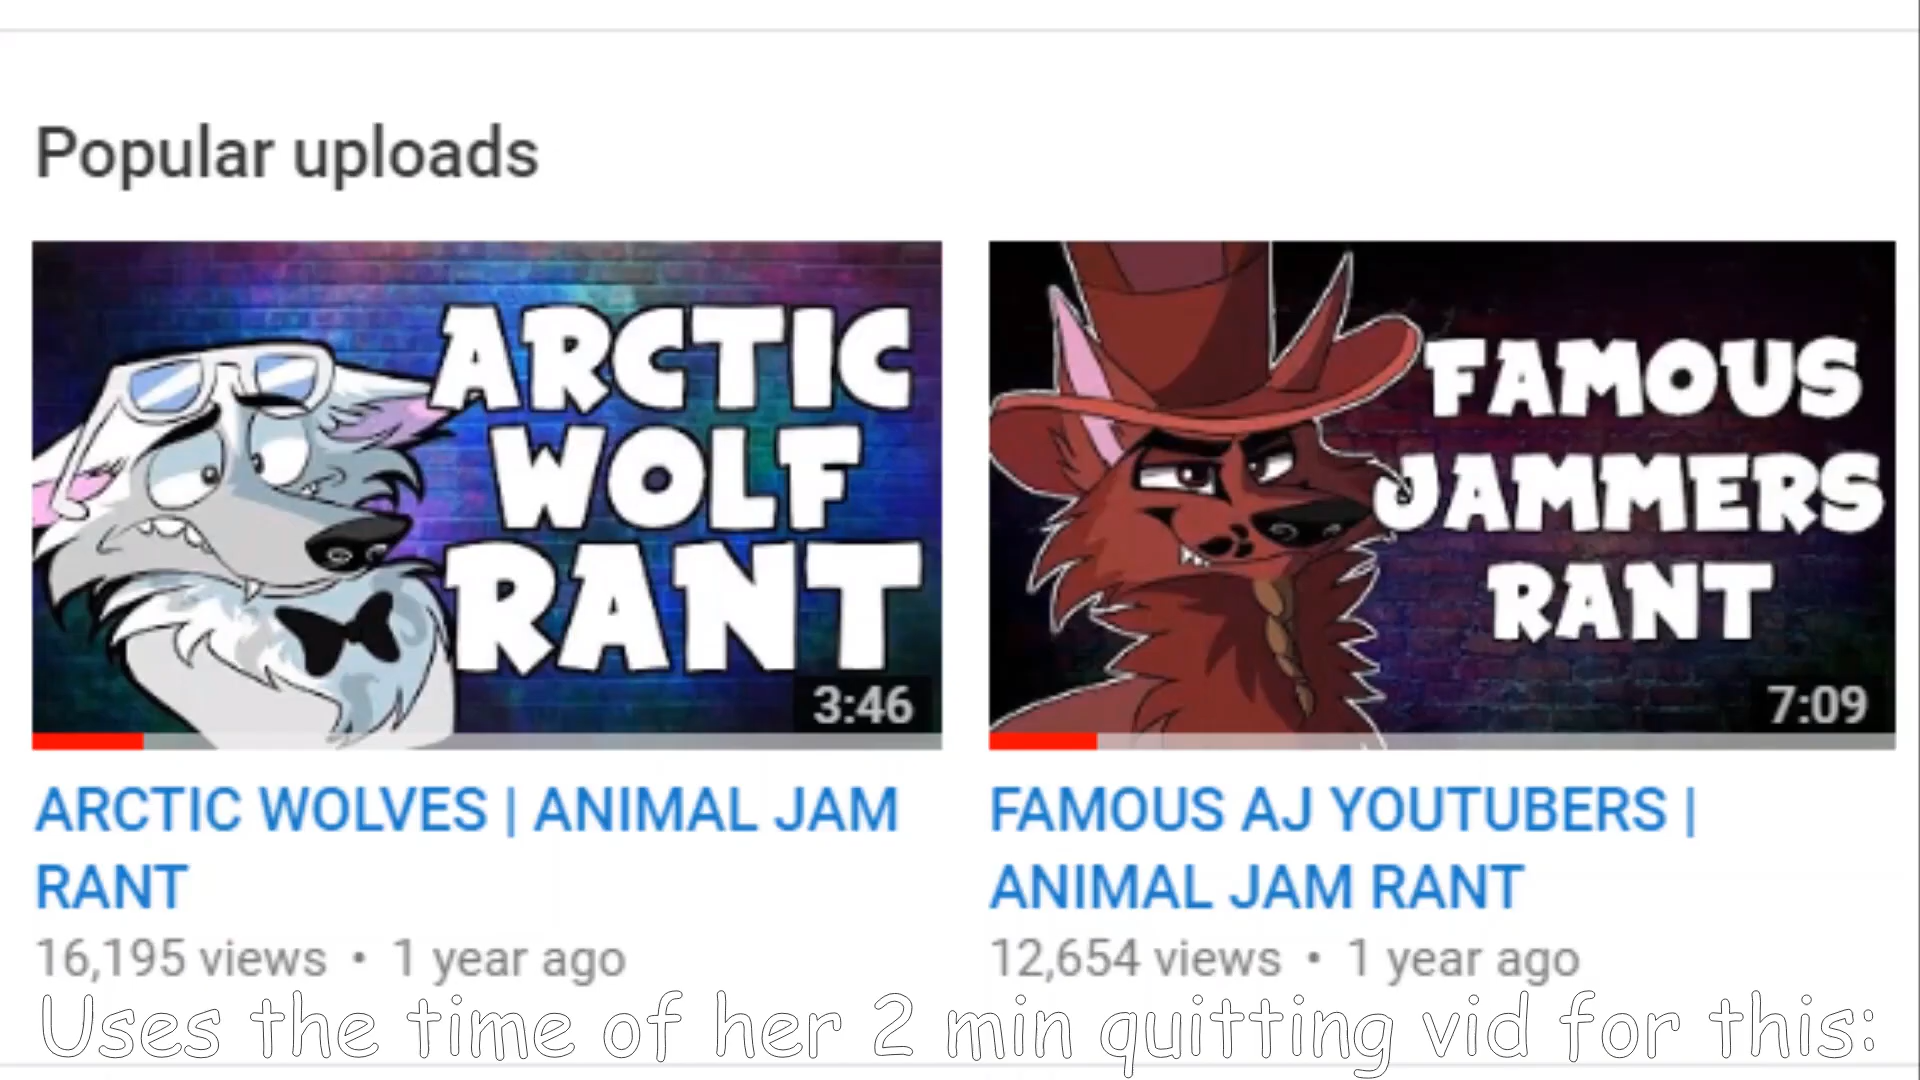 Popular uploads
ARCTIC
WOLF
RANT
3:46
FAMOUS
JAMMERS
RANT
7:09
ARCTIC WOLVES | ANIMAL JAM
RANT
16,195 views • 1 year ago
FAMOUS AJ YOUTUBERS |
ANIMAL JAM RANT
12,654 views • 1 year ago
Uses the time of her 2 min quitting vid for this: